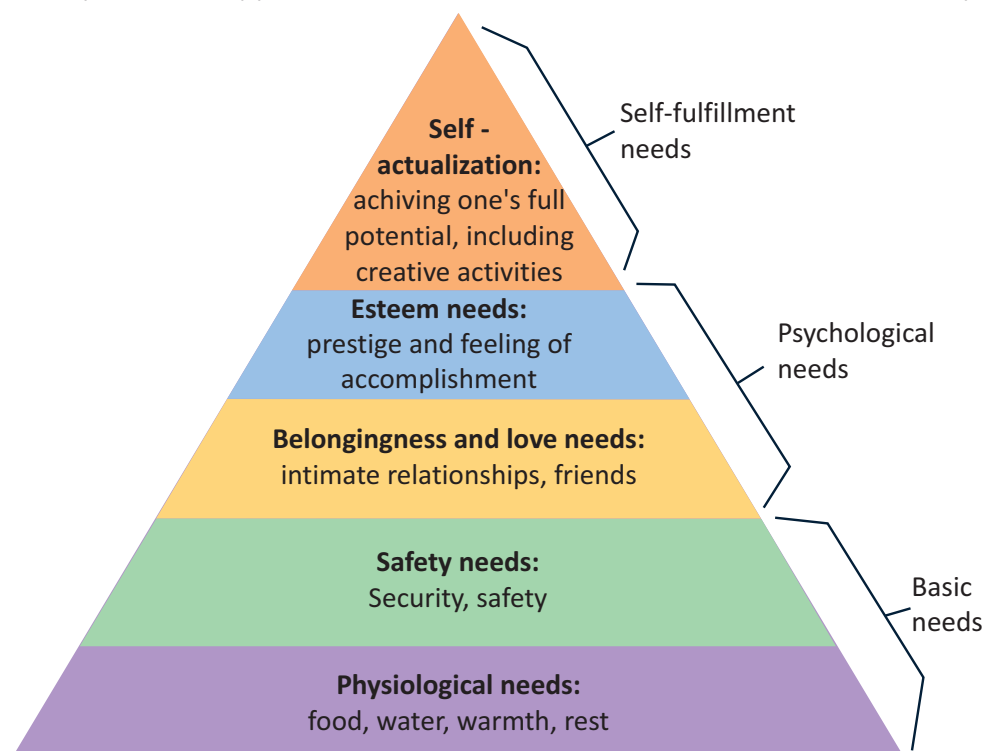 Self -
actualization:
achiving one's full
potential, including
creative activities
Esteem needs:
prestige and feeling of
accomplishment
Belongingness and love needs:
intimate relationships, friends
Safety needs:
Security, safety
Physiological needs:
food, water, warmth, rest
Self-fulfillment
needs
Psychological
needs
Basic
needs